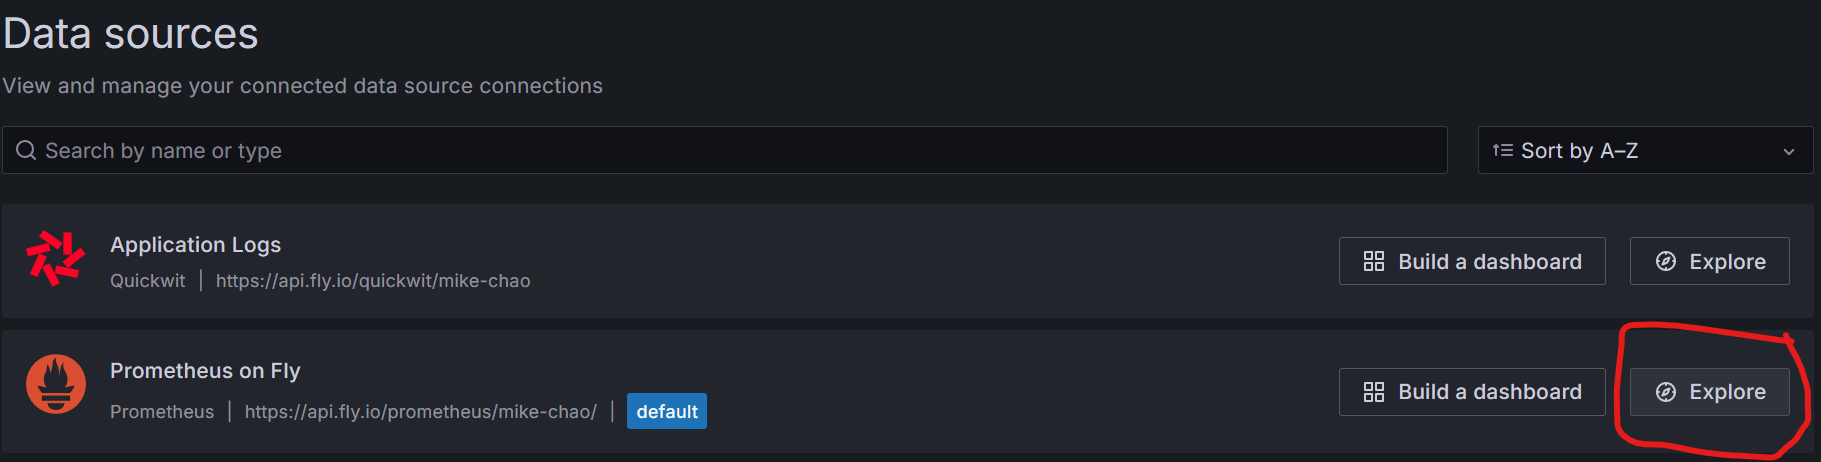 Data sources
View and manage your connected data source connections
Search by name or type
Sort by A–Z
Application Logs
Quickwit | https://api.fly.io/quickwit/mike-chao
Build a dashboard
Explore
Prometheus on Fly
Prometheus | https://api.fly.io/prometheus/mike-chao/ | default
Build a dashboard
Explore